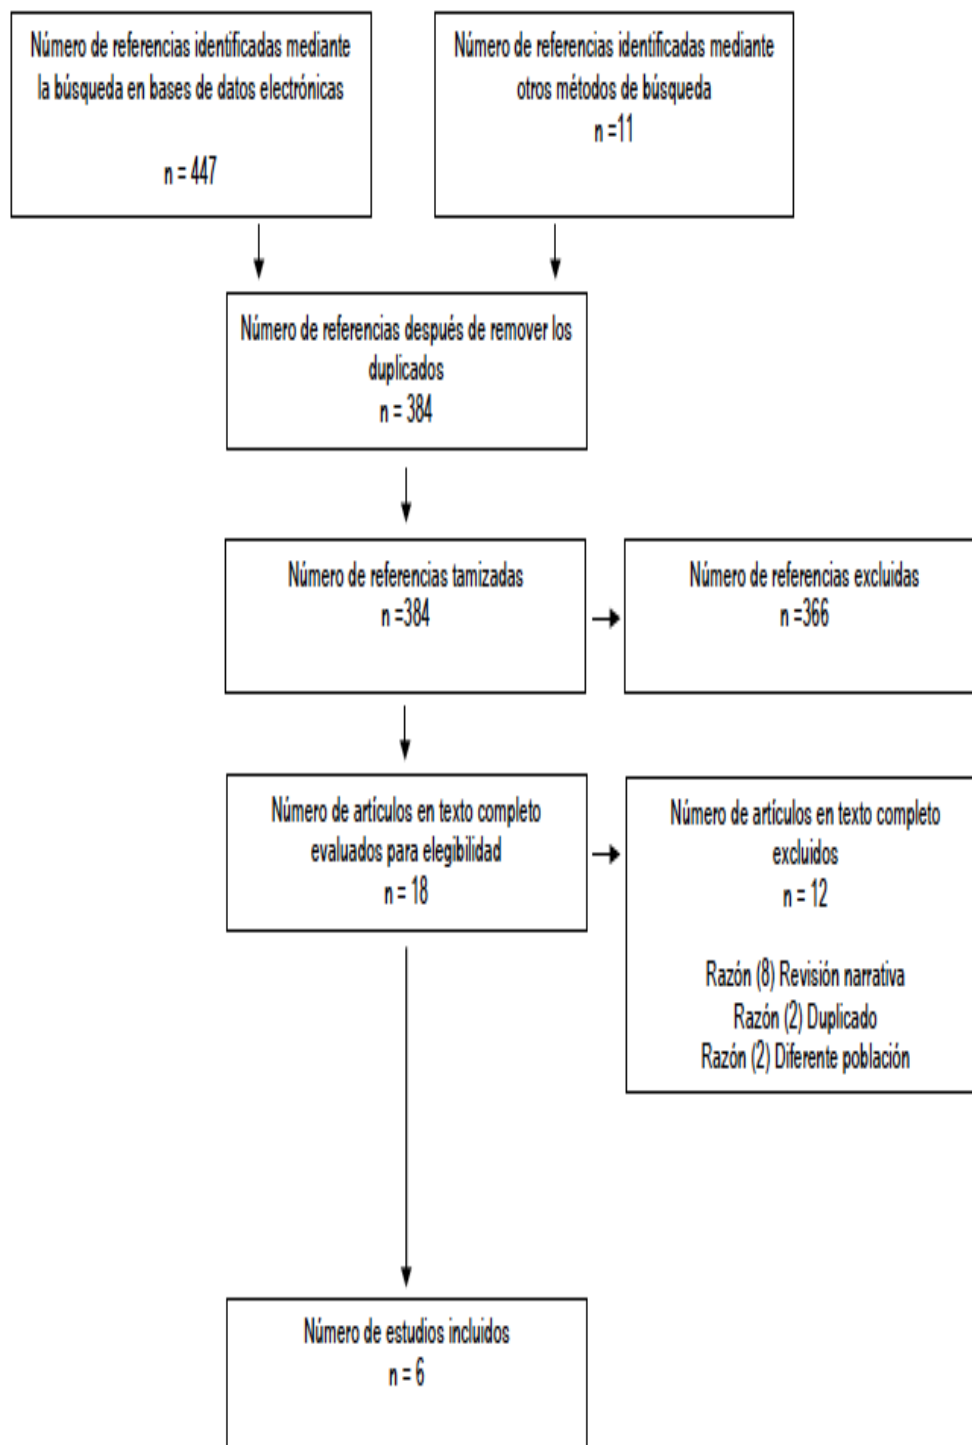 Número de referencias identificadas mediante
la búsqueda en bases de datos electrónicas
n = 447
Número de referencias identificadas mediante
otros métodos de búsqueda
n =11
Número de referencias después de remover los
duplicados
n = 384
Número de referencias tamizadas
n =384
Número de referencias excluidas
n =366
Número de artículos en texto completo
evaluados para elegibilidad
n = 18
Número de artículos en texto completo
excluidos
n = 12
Razón (8) Revisión narrativa
Razón (2) Duplicado
Razón (2) Diferente población
Número de estudios incluidos
n = 6